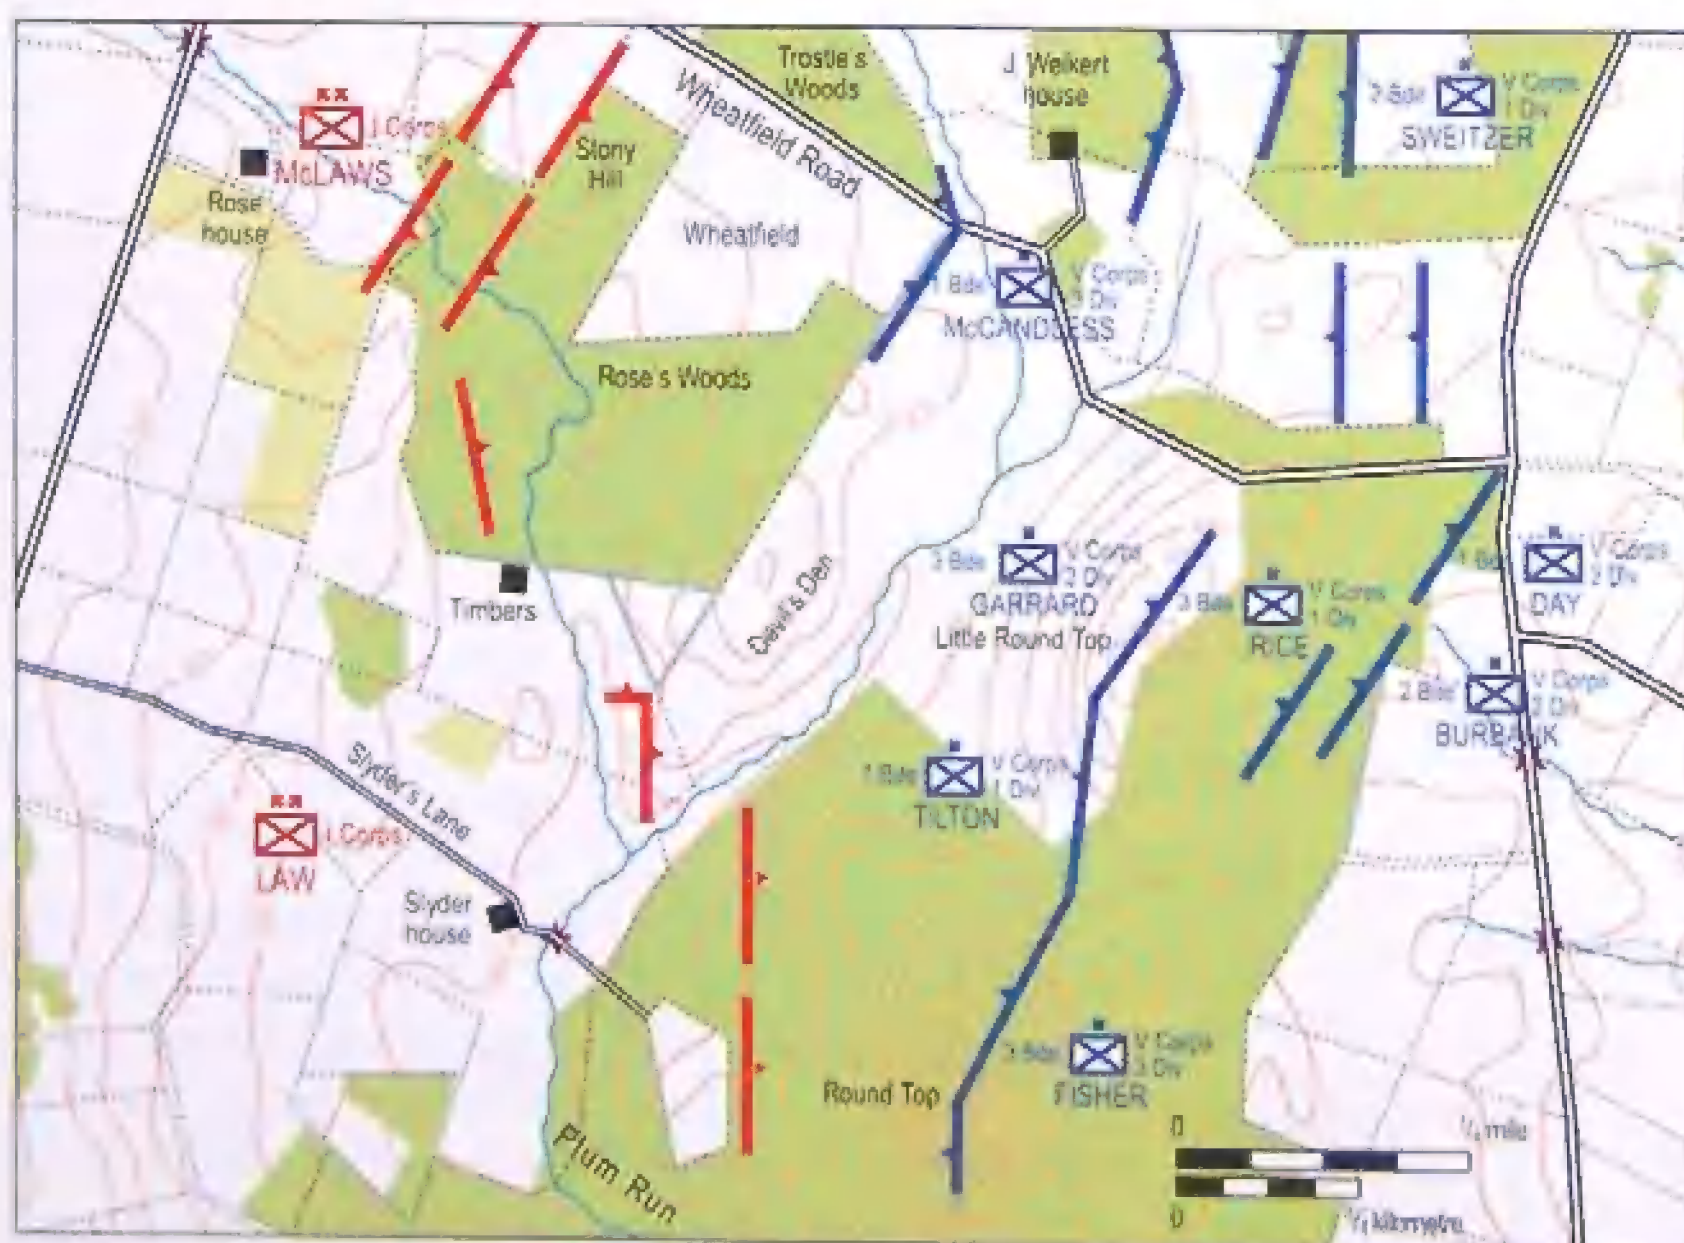 Trostle's
Woods
J Weikert
house
V Corps
2 Bde
1 Div
SWEITZER
I Corps
McLAWS
Stony
Hill
Wheatfield Road
Rose
house
Wheatfield
1 Bde
V Corps
3 Div
McCANDLESS
Rose's Woods
3 Bde
V Corps
2 Div
GARRARD
Little Round Top
3 Bde
V Corps
1 Div
RICE
1 Bde
V Corps
2 Div
DAY
Timbers
Devil's Den
2 Bde
V Corps
2 Div
BURBANK
Slyder's Lane
1 Bde
V Corps
1 Div
TILTON
I Corps
LAW
Slyder
house
3 Bde
V Corps
3 Div
FISHER
Round Top
Plum Run
0
mile
0
kilometre